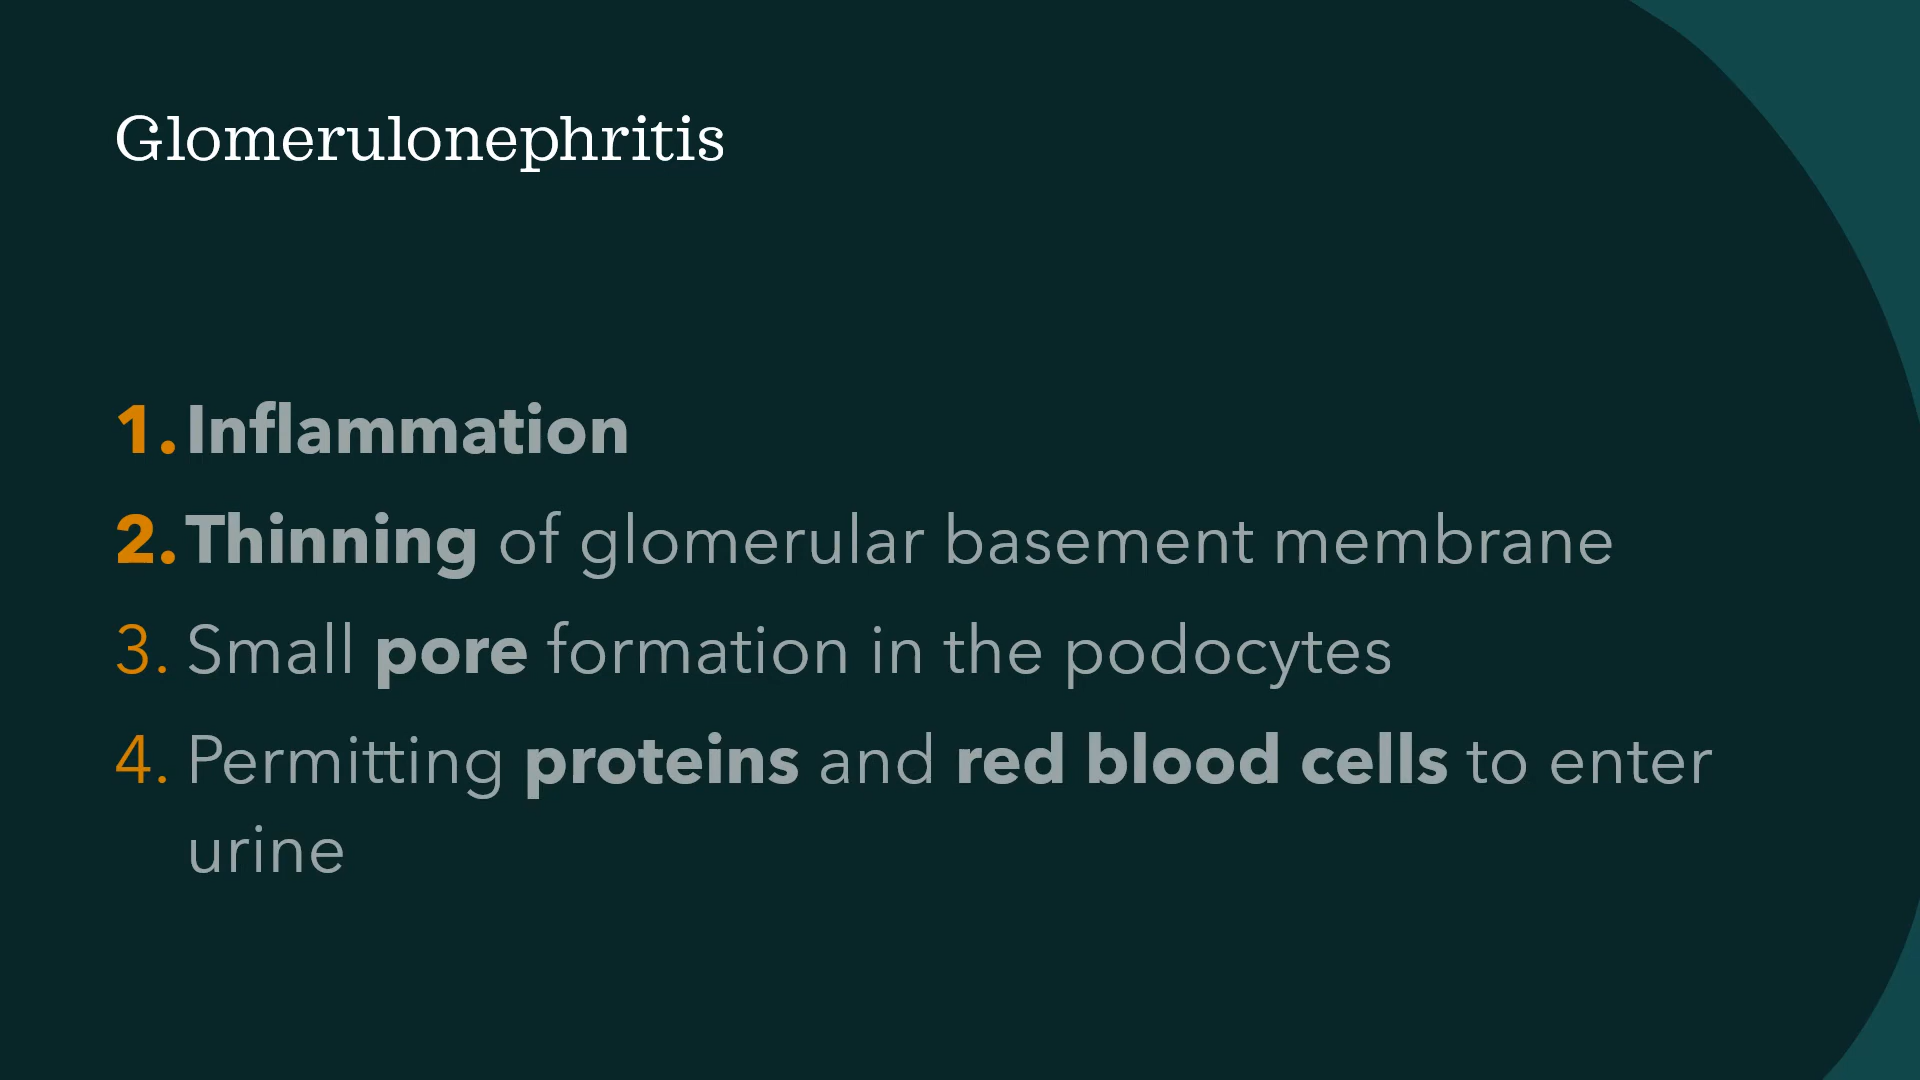 Glomerulonephritis
1. Inflammation
2. Thinning of glomerular basement membrane
3. Small pore formation in the podocytes
4. Permitting proteins and red blood cells to enter
urine